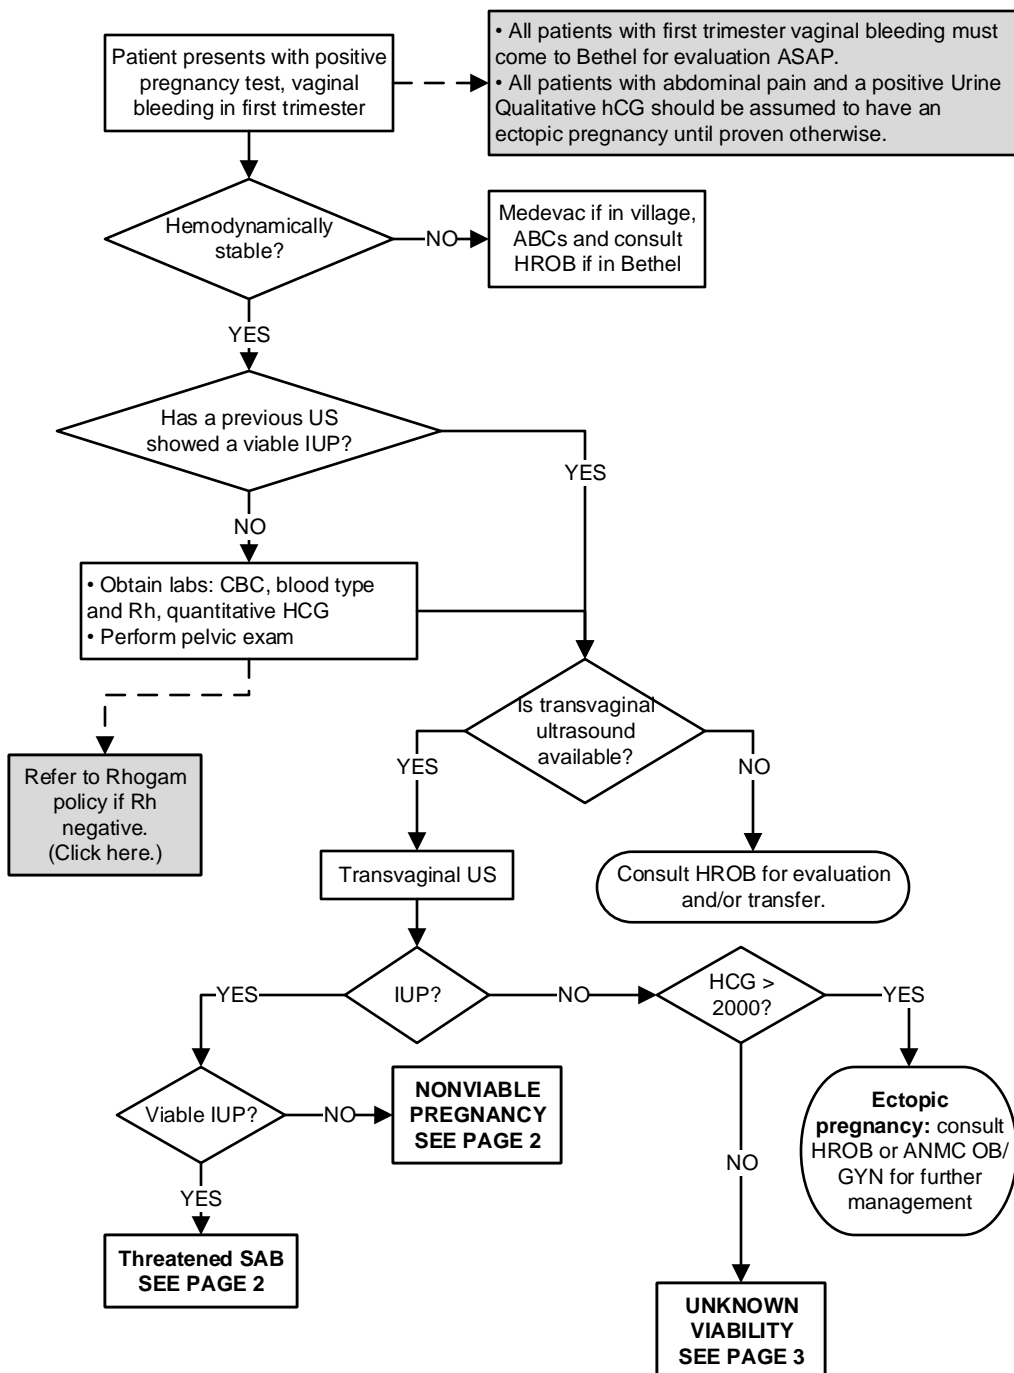 Patient presents with positive
pregnancy test, vaginal
bleeding in first trimester
• All patients with first trimester vaginal bleeding must
come to Bethel for evaluation ASAP.
• All patients with abdominal pain and a positive Urine
Qualitative hCG should be assumed to have an
ectopic pregnancy until proven otherwise.
Hemodynamically
stable?
NO
Medevac if in village,
ABCs and consult
HROB if in Bethel
YES
Has a previous US
showed a viable IUP?
YES
NO
• Obtain labs: CBC, blood type
and Rh, quantitative HCG
• Perform pelvic exam
Is transvaginal
ultrasound
available?
YES
NO
Refer to Rhogam
policy if Rh
negative.
(Click here.)
Transvaginal US
Consult HROB for evaluation
and/or transfer.
IUP?
YES
NO
HCG >
2000?
YES
Viable IUP?
NO
NONVIABLE
PREGNANCY
SEE PAGE 2
Ectopic
pregnancy: consult
HROB or ANMC OB/
GYN for further
management
NO
YES
Threatened SAB
SEE PAGE 2
UNKNOWN
VIABILITY
SEE PAGE 3